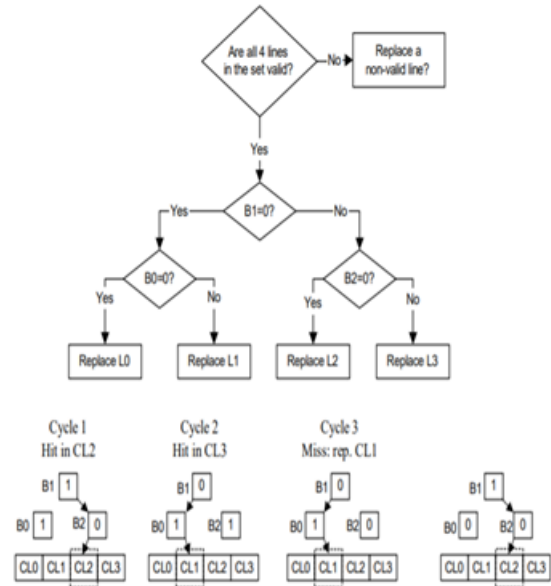 Are all 4 lines
in the set valid?
No
Replace a
non-valid line?
Yes
Yes
B1=0?
No
B0=0?
B2=0?
Yes
No
Yes
No
Replace L0
Replace L1
Replace L2
Replace L3
Cycle 1
Hit in CL2
Cycle 2
Hit in CL3
Cycle 3
Miss: rep. CL1
B1 1
B1 0
B1 0
B1 1
B0 1 B2 0
B0 1 B2 1
B0 1 B2 0
B0 0 B2 0
CL0 CL1 CL2 CL3
CL0 CL1 CL2 CL3
CL0 CL1 CL2 CL3
CL0 CL1 CL2 CL3